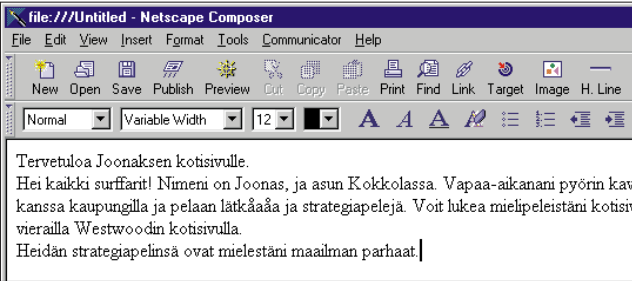 file:///Untitled - Netscape Composer
File Edit View Insert Format Tools Communicator Help
New Open Save Publish Preview Cut Copy Paste Print Find Link Target Image H. Line
Normal Variable Width 12 A A A
Tervetuloa Joonaksen kotisivulle.
Hei kaikki surffarit! Nimeni on Joonas, ja asun Kokkolassa. Vapaa-aikanani pyörin kav
kanssa kaupungilla ja pelaan lätkåaåa ja strategiapelejä. Voit lukea mielipeleistäni kotisiv
vierailla Westwoodin kotisivulla.
Heidän strategiapelinsä ovat mielestäni maailman parhaat.